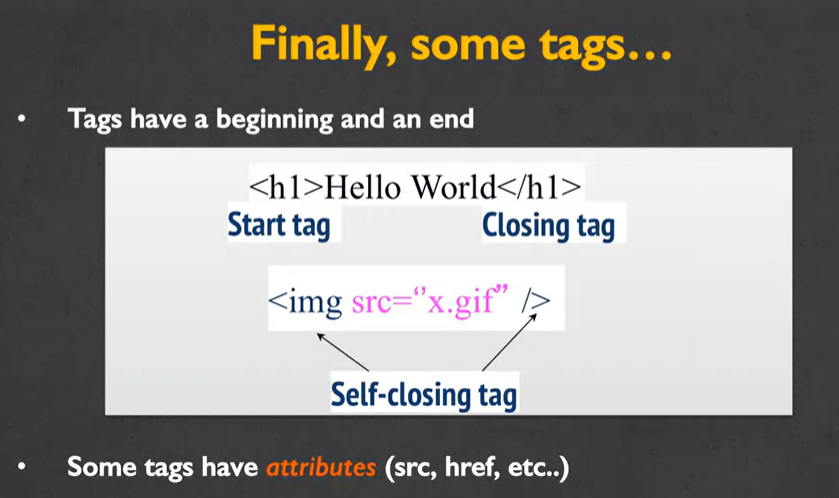 Finally, some tags...
• Tags have a beginning and an end
<h1>Hello World</h1>
Start tag Closing tag
<img src=“x.gif” />
Self-closing tag
• Some tags have attributes (src, href, etc..)